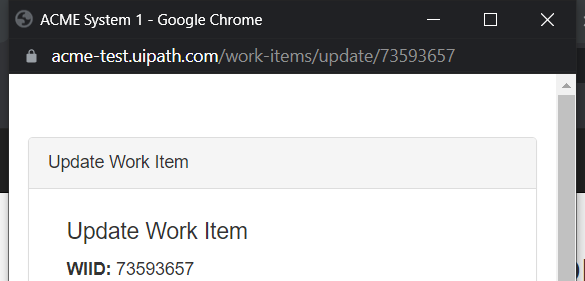 ACME System 1 - Google Chrome
acme-test.uipath.com/work-items/update/73593657
Update Work Item
Update Work Item
WIID: 73593657